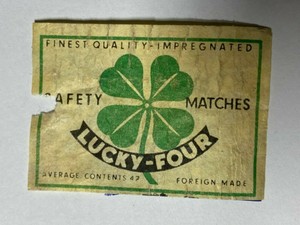 FINEST QUALITY-IMPREGNATED
SAFETY MATCHES
LUCKY-FOUR
AVERAGE CONTENTS 47 FOREIGN MADE